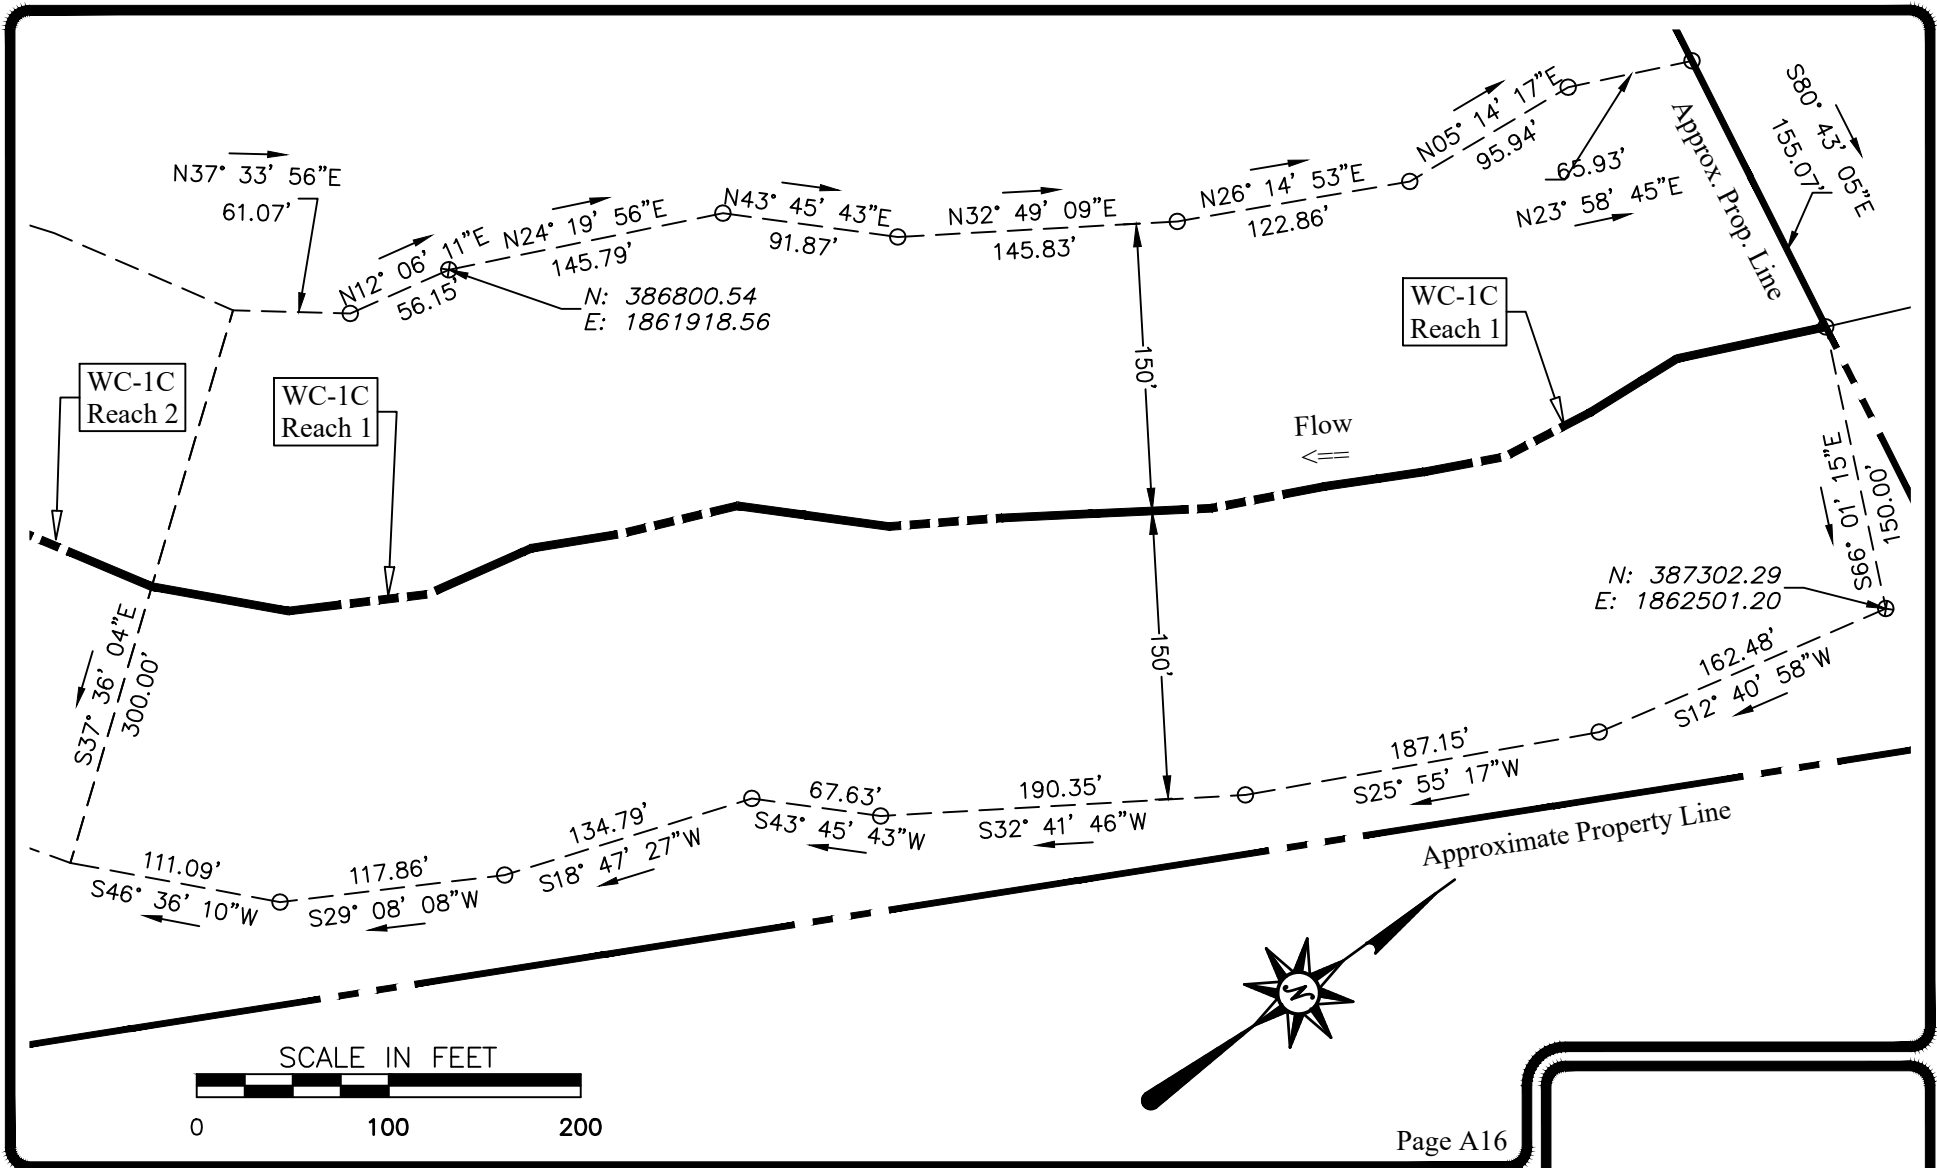 N37° 33' 56"E
61.07'
N12° 06' 11"E
56.15'
N24° 19' 56"E
145.79'
N43° 45' 43"E
91.87'
N32° 49' 09"E
145.83'
N26° 14' 53"E
122.86'
N05° 14' 17"E
95.94'
65.93'
N23° 58' 45"E
Approx. Prop. Line
S80° 43' 05"E
155.07'
N: 386800.54
E: 1861918.56
WC-1C
Reach 2
WC-1C
Reach 1
WC-1C
Reach 1
150'
Flow
<==
S66° 01' 15"E
150.00'
N: 387302.29
E: 1862501.20
S37° 36' 04"E
300.00'
150'
162.48'
S12° 40' 58"W
187.15'
S25° 55' 17"W
190.35'
S32° 41' 46"W
67.63'
S43° 45' 43"W
134.79'
S18° 47' 27"W
117.86'
S29° 08' 08"W
111.09'
S46° 36' 10"W
Approximate Property Line
N
SCALE IN FEET
0 100 200
Page A16